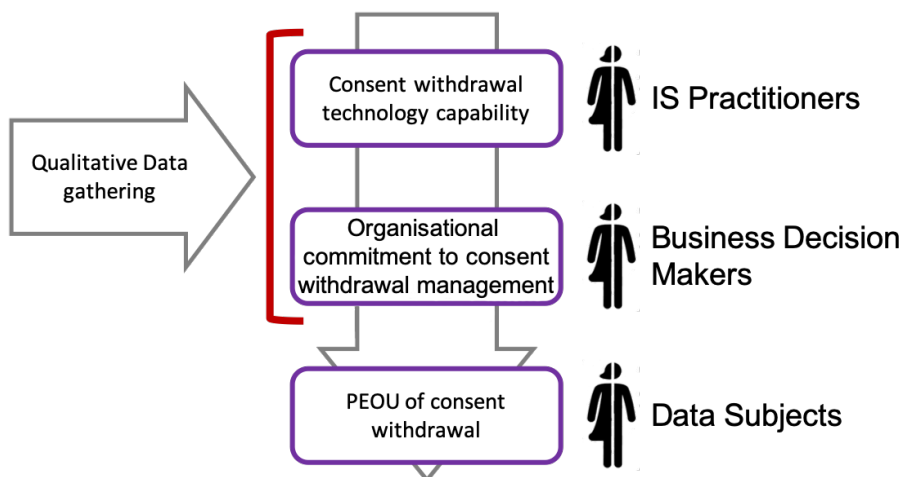 Consent withdrawal
technology capability
IS Practitioners
Qualitative Data
gathering
Organisational
commitment to consent
withdrawal management
Business Decision
Makers
PEOU of consent
withdrawal
Data Subjects